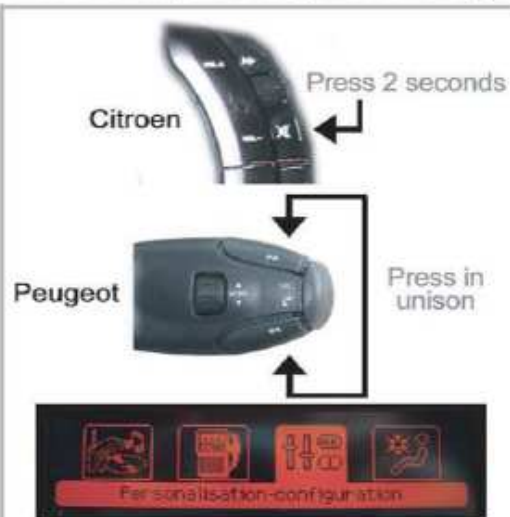 Press 2 seconds
Citroen
Peugeot
Press in
unison
Personalisation-configuration